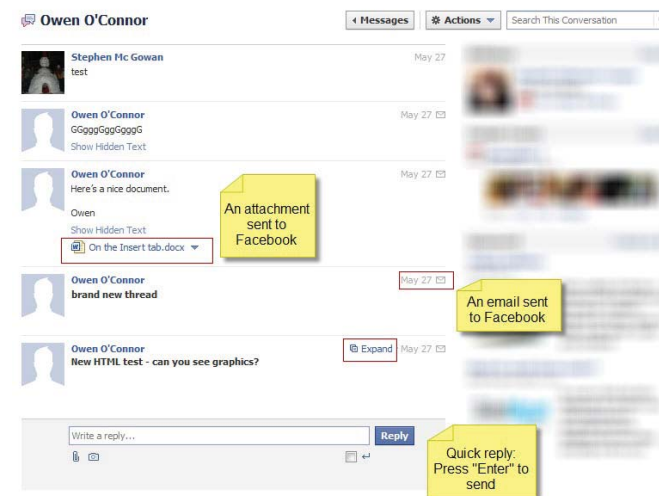 Owen O'Connor
Messages
Actions
Search This Conversation
Stephen Mc Gowan
May 27
test
Owen O'Connor
May 27
GGgggGggGgggG
Show Hidden Text
Owen O'Connor
May 27
Here's a nice document.
Owen
Show Hidden Text
On the Insert tab.docx
An attachment
sent to
Facebook
Owen O'Connor
May 27
brand new thread
An email sent
to Facebook
Owen O'Connor
Expand May 27
New HTML test - can you see graphics?
Write a reply...
Reply
Quick reply:
Press "Enter" to
send